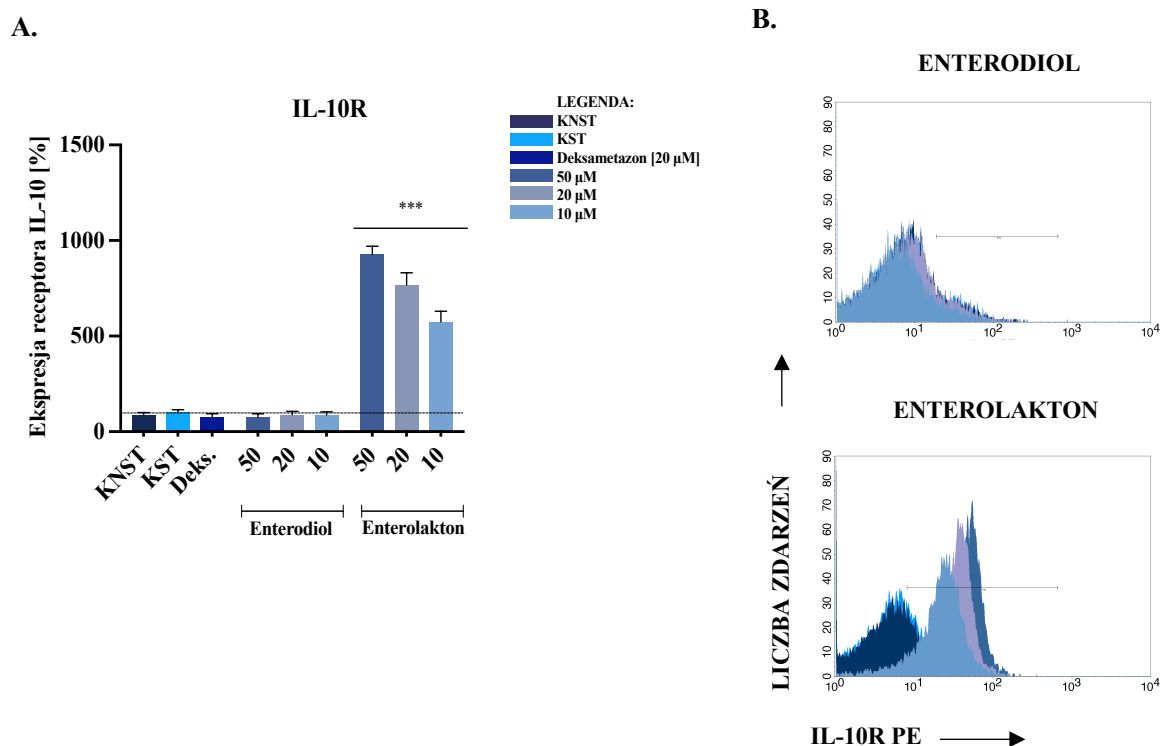 A.
IL-10R
Ekspresja receptora IL-10 [%]
1500
1000
500
0
***
KNST
KST
Deks.
50
20
10
50
20
10
Enterodiol
Enterolakton
LEGENDA:
KNST
KST
Deksametazon [20 µM]
50 µM
20 µM
10 µM
B.
ENTERODIOL
90
80
70
60
50
40
30
20
10
0
10⁰
10¹
10²
10³
10⁴
ENTEROLAKTON
90
80
70
60
50
40
30
20
10
0
10⁰
10¹
10²
10³
10⁴
LICZBA ZDARZEŃ
IL-10R PE